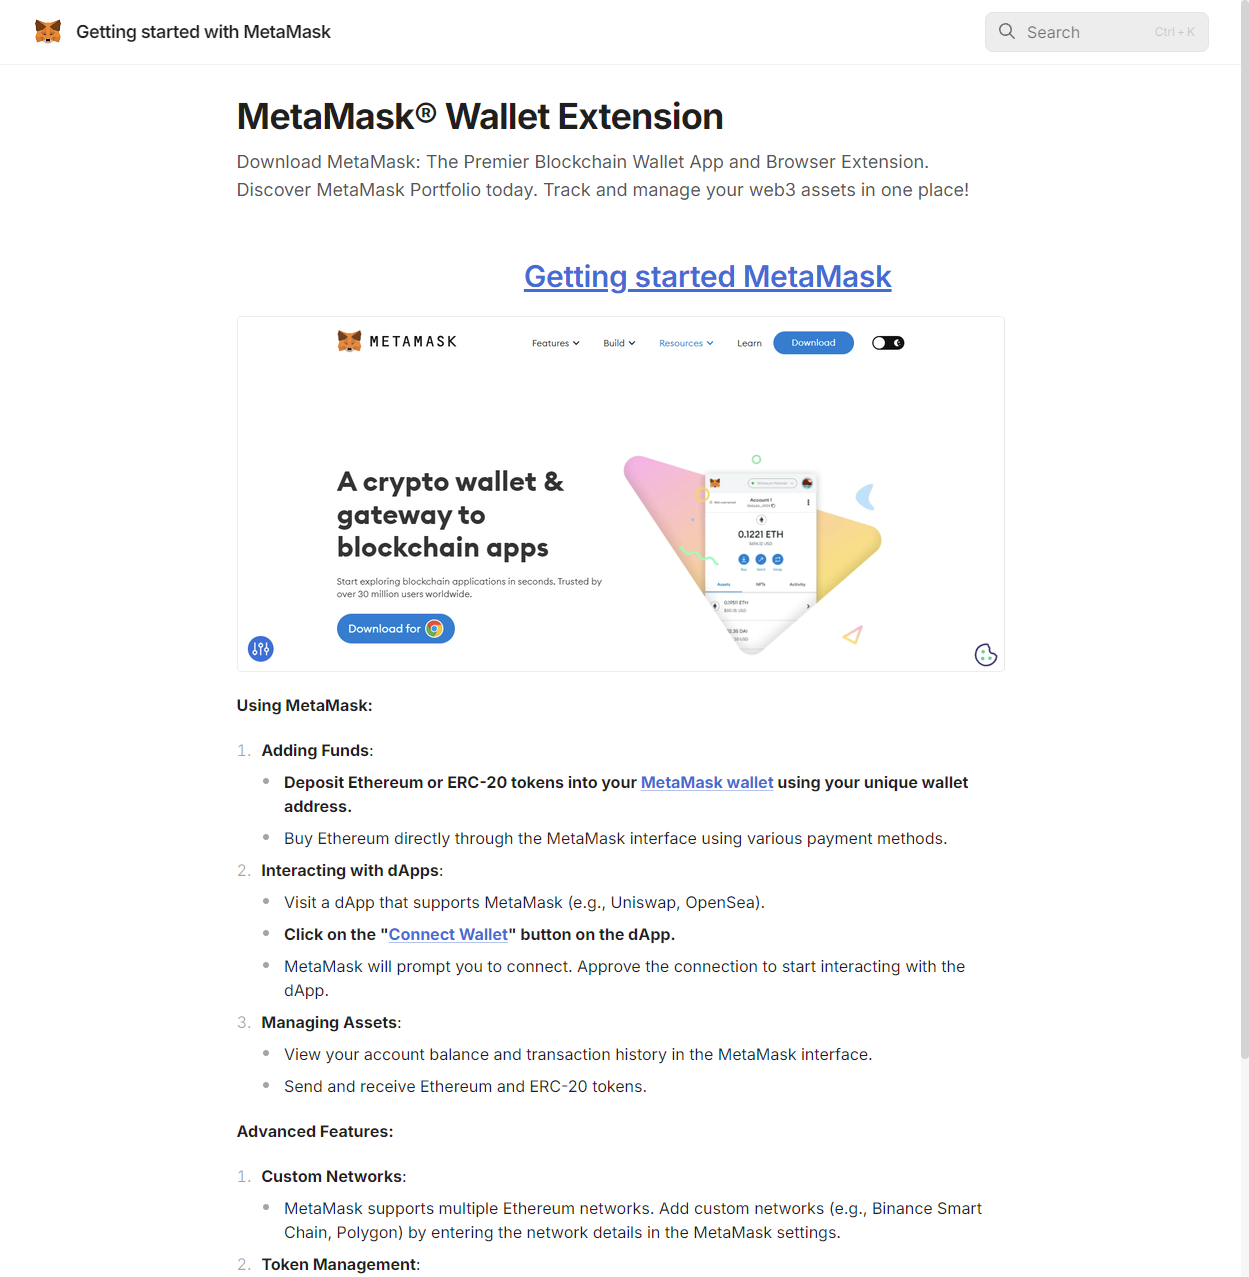 Getting started with MetaMask
Search
Ctrl + K
MetaMask® Wallet Extension
Download MetaMask: The Premier Blockchain Wallet App and Browser Extension.
Discover MetaMask Portfolio today. Track and manage your web3 assets in one place!
Getting started MetaMask
METAMASK
Features
Build
Resources
Learn
Download
A crypto wallet &
gateway to
blockchain apps
Start exploring blockchain applications in seconds. Trusted by
over 30 million users worldwide.
Download for
Account 1
0.1221 ETH
Buy
Send
Swap
Assets
NFTs
Activity
Using MetaMask:
1. Adding Funds:
Deposit Ethereum or ERC-20 tokens into your MetaMask wallet using your unique wallet
address.
Buy Ethereum directly through the MetaMask interface using various payment methods.
2. Interacting with dApps:
Visit a dApp that supports MetaMask (e.g., Uniswap, OpenSea).
Click on the "Connect Wallet" button on the dApp.
MetaMask will prompt you to connect. Approve the connection to start interacting with the
dApp.
3. Managing Assets:
View your account balance and transaction history in the MetaMask interface.
Send and receive Ethereum and ERC-20 tokens.
Advanced Features:
1. Custom Networks:
MetaMask supports multiple Ethereum networks. Add custom networks (e.g., Binance Smart
Chain, Polygon) by entering the network details in the MetaMask settings.
2. Token Management: